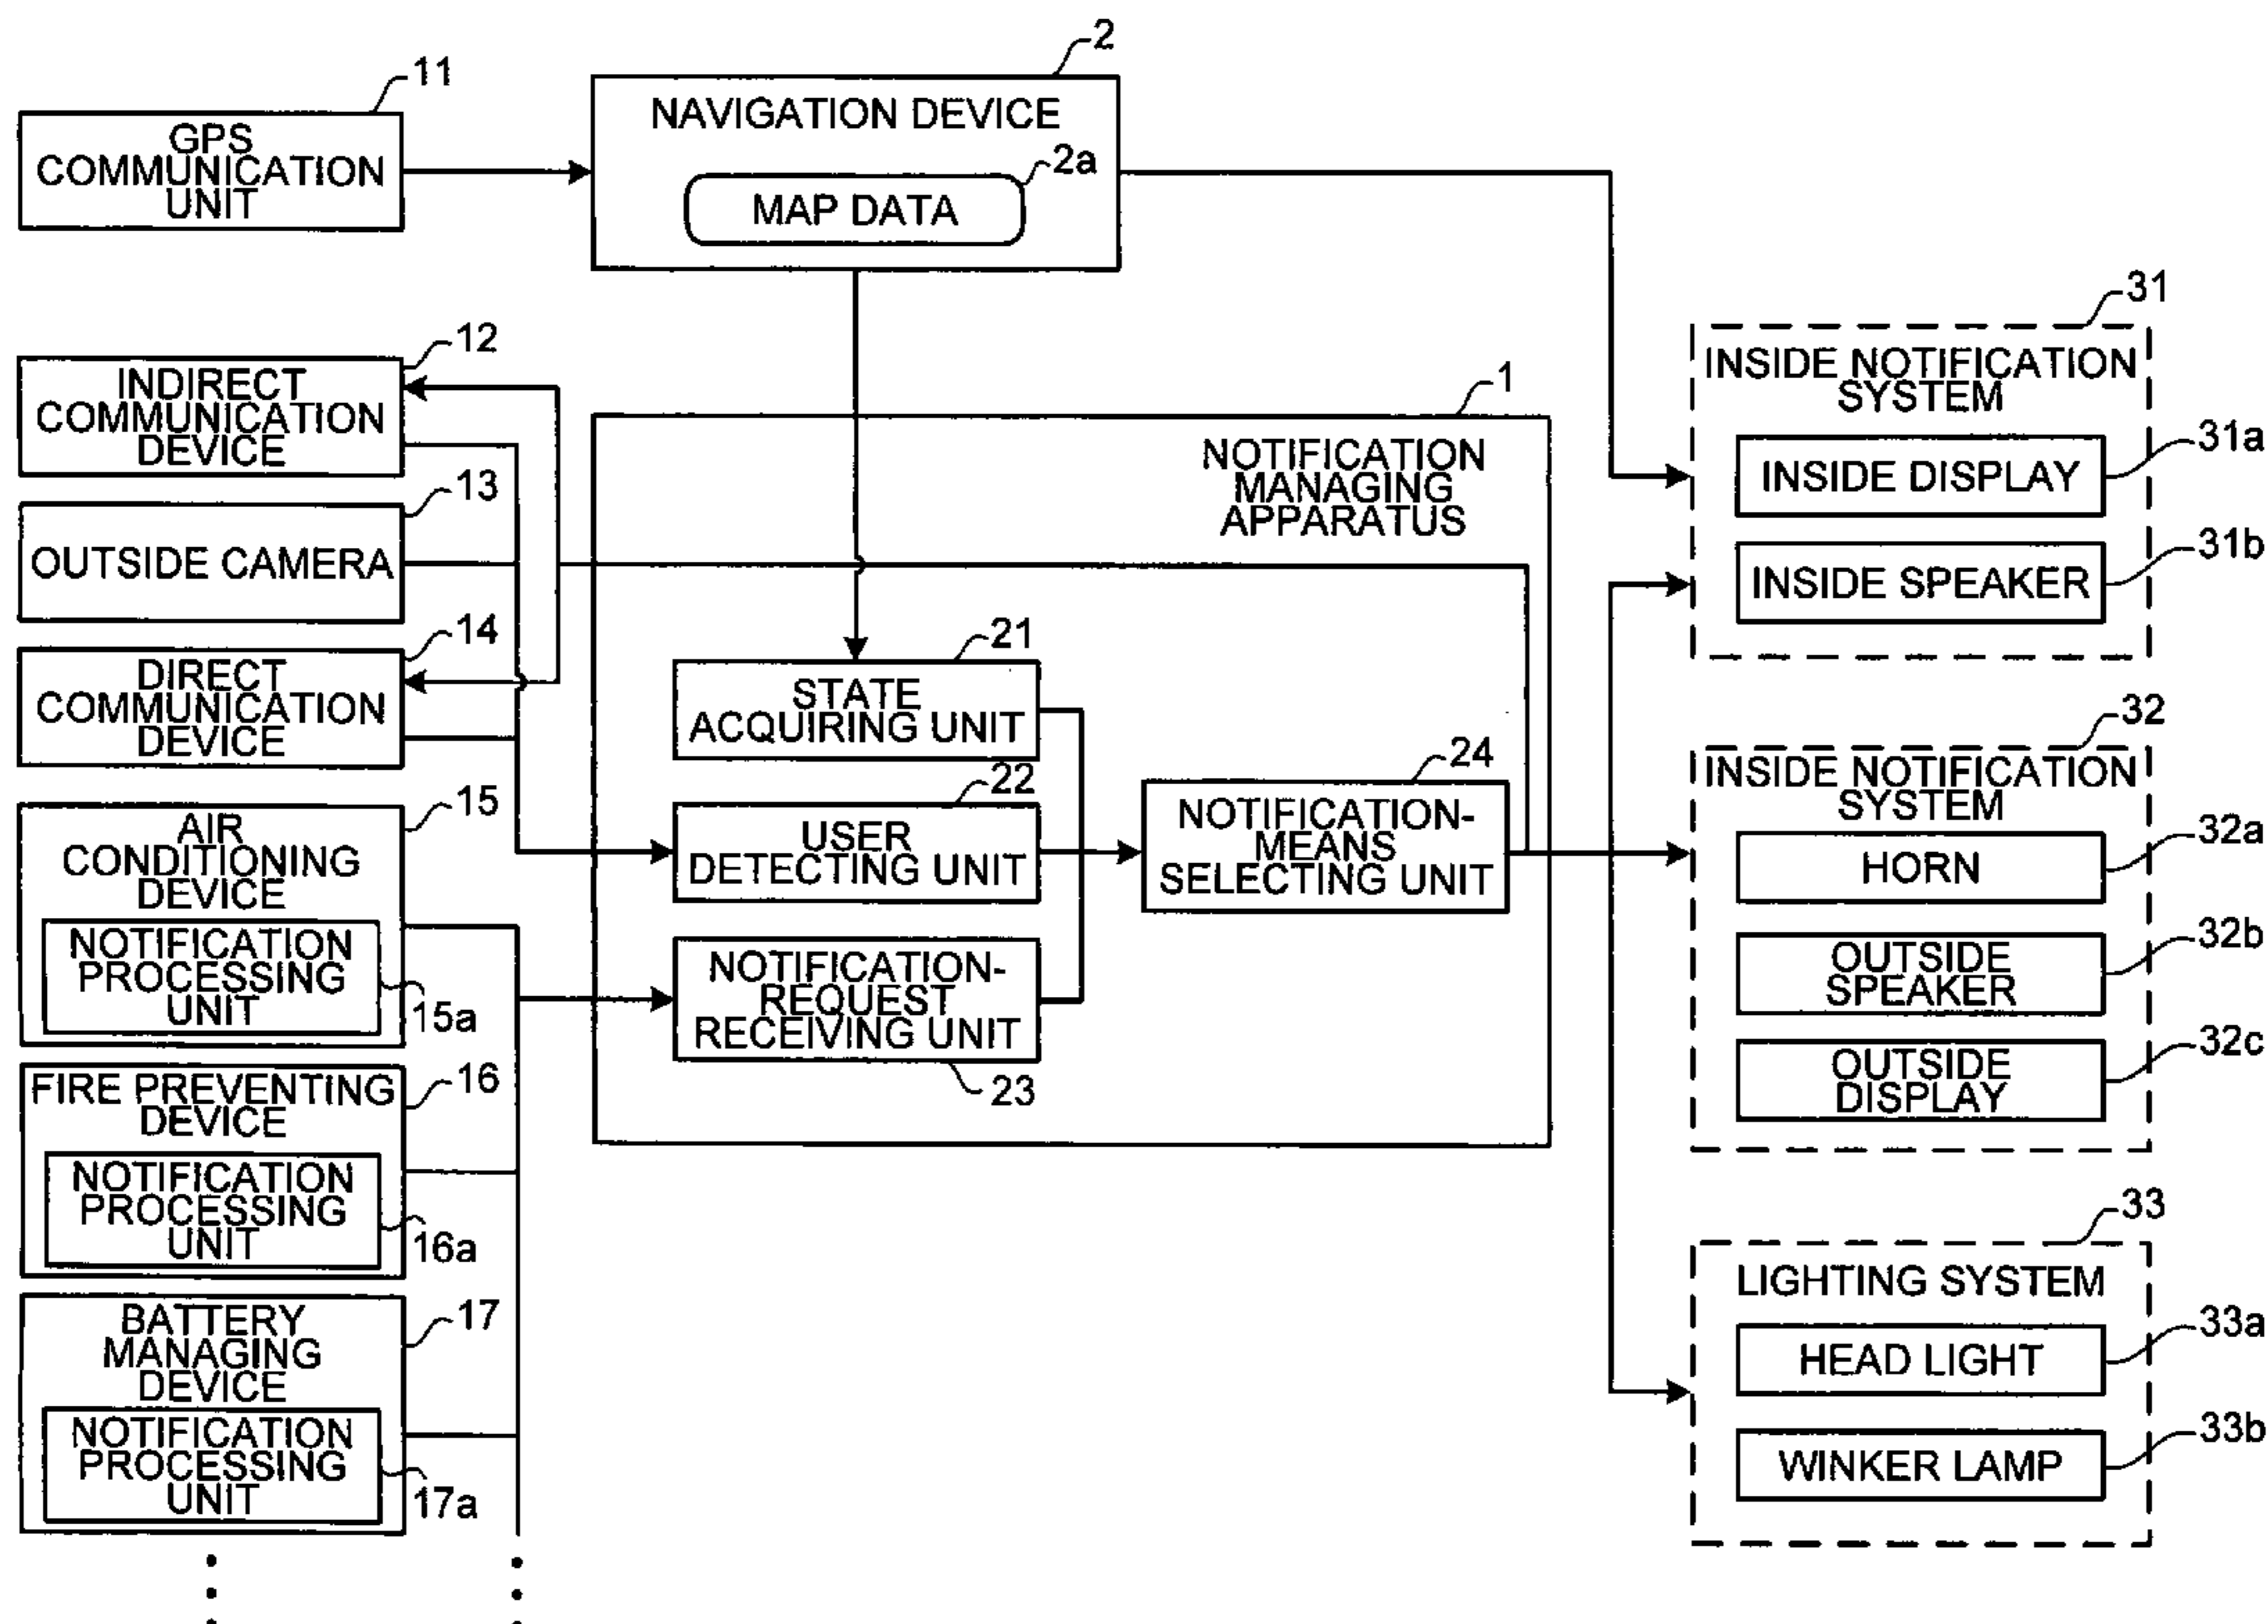 2
NAVIGATION DEVICE
2a
MAP DATA
11
GPS
COMMUNICATION
UNIT
12
INDIRECT
COMMUNICATION
DEVICE
13
OUTSIDE CAMERA
14
DIRECT
COMMUNICATION
DEVICE
15
AIR
CONDITIONING
DEVICE
NOTIFICATION
PROCESSING
UNIT
15a
16
FIRE PREVENTING
DEVICE
NOTIFICATION
PROCESSING
UNIT
16a
17
BATTERY
MANAGING
DEVICE
NOTIFICATION
PROCESSING
UNIT
17a
1
NOTIFICATION
MANAGING
APPARATUS
21
STATE
ACQUIRING UNIT
22
USER
DETECTING UNIT
NOTIFICATION-
REQUEST
RECEIVING UNIT
23
24
NOTIFICATION-
MEANS
SELECTING UNIT
31
INSIDE NOTIFICATION
SYSTEM
31a
INSIDE DISPLAY
31b
INSIDE SPEAKER
32
INSIDE NOTIFICATION
SYSTEM
32a
HORN
32b
OUTSIDE
SPEAKER
32c
OUTSIDE
DISPLAY
33
LIGHTING SYSTEM
33a
HEAD LIGHT
33b
WINKER LAMP